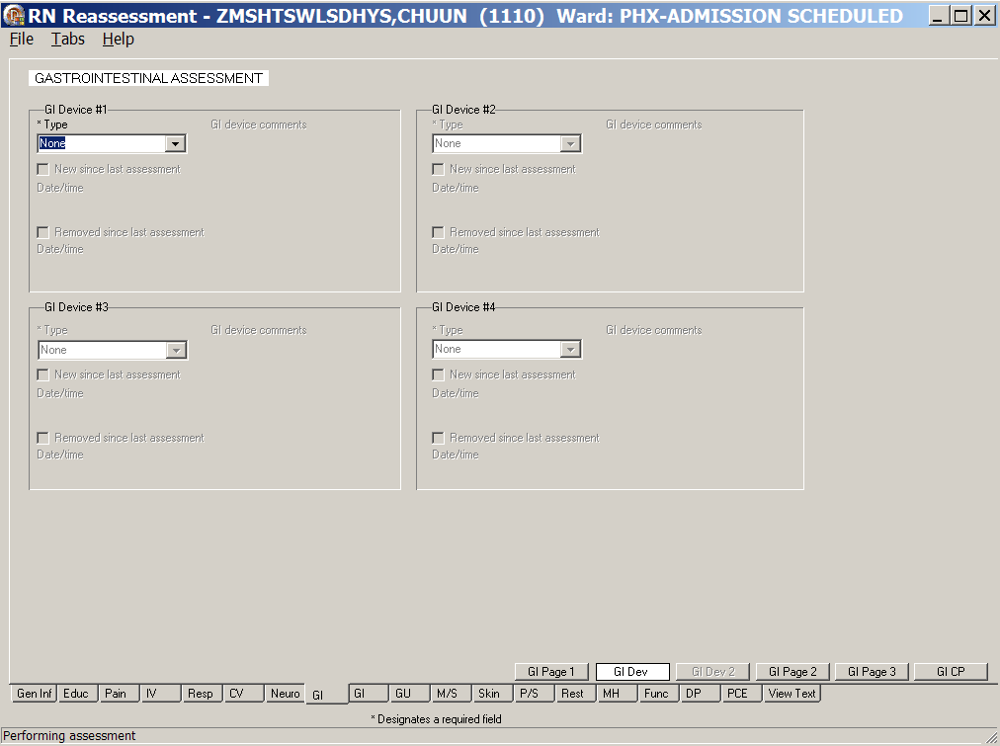 RN Reassessment - ZMSHTSWLSDHYS,CHUUN (1110) Ward: PHX-ADMISSION SCHEDULED
File Tabs Help
GASTROINTESTINAL ASSESSMENT
GI Device #1
* Type GI device comments
None
New since last assessment
Date/time
Removed since last assessment
Date/time
GI Device #2
* Type GI device comments
None
New since last assessment
Date/time
Removed since last assessment
Date/time
GI Device #3
* Type GI device comments
None
New since last assessment
Date/time
Removed since last assessment
Date/time
GI Device #4
* Type GI device comments
None
New since last assessment
Date/time
Removed since last assessment
Date/time
GI Page 1 GI Dev GI Dev 2 GI Page 2 GI Page 3 GI CP
Gen Inf Educ Pain IV Resp CV Neuro GI GI GU M/S Skin P/S Rest MH Func DP PCE View Text
* Designates a required field
Performing assessment